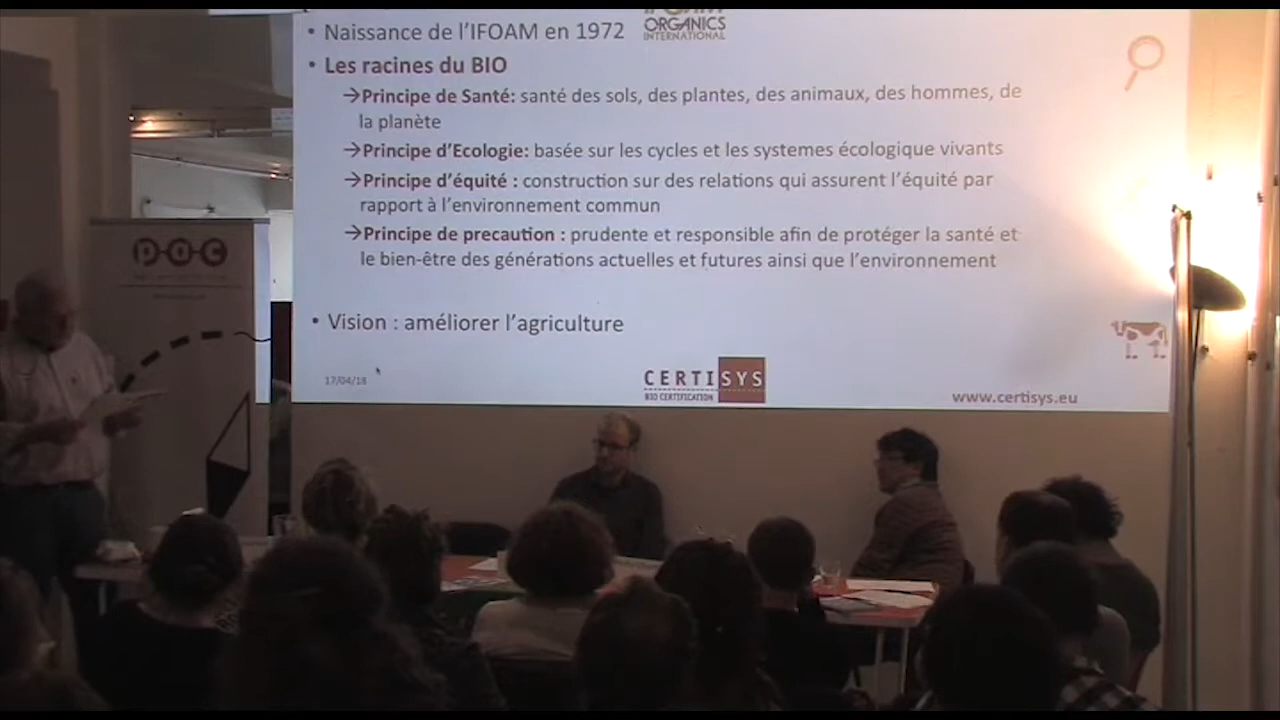 • Naissance de l'IFOAM en 1972
IFOAM
ORGANICS
INTERNATIONAL
• Les racines du BIO
→Principe de Santé: santé des sols, des plantes, des animaux, des hommes, de
la planète
→Principe d'Ecologie: basée sur les cycles et les systemes écologique vivants
→Principe d'équité : construction sur des relations qui assurent l'équité par
rapport à l'environnement commun
→Principe de precaution : prudente et responsible afin de protéger la santé et
le bien-être des générations actuelles et futures ainsi que l'environnement
• Vision : améliorer l'agriculture
17/04/18
CERTISYS
BIO CERTIFICATION
www.certisys.eu
pac